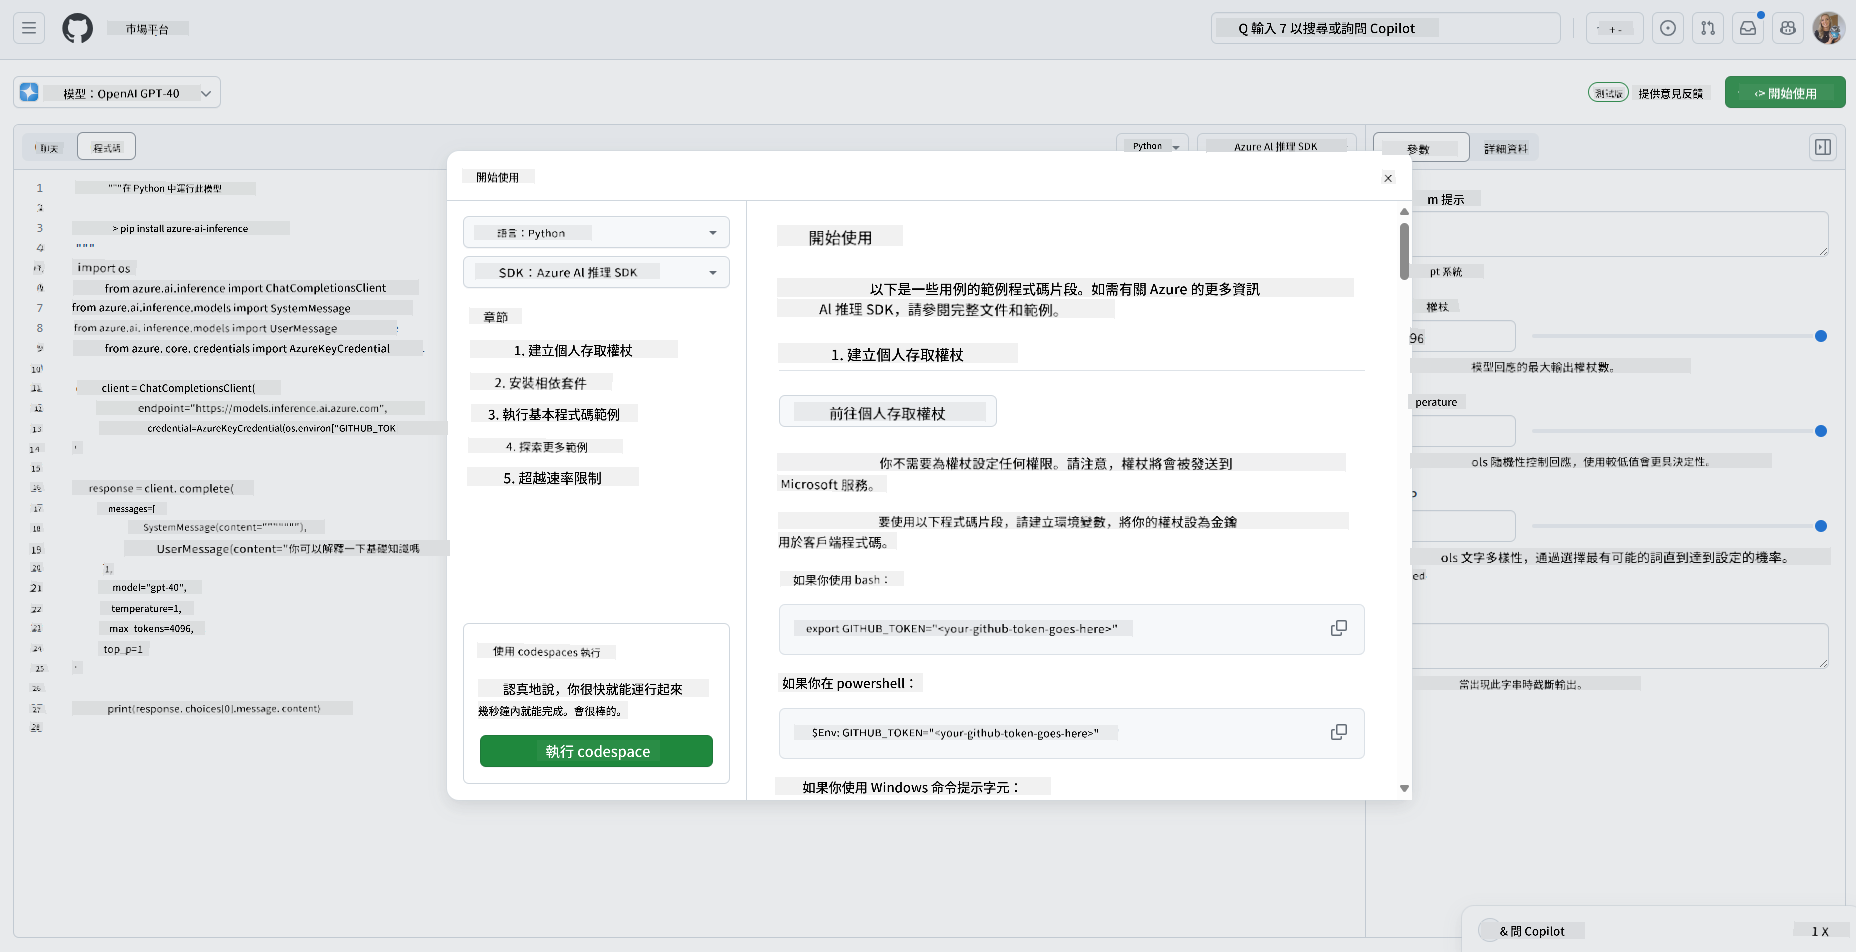 市場平台
Q 輸入 7 以搜尋或詢問 Copilot
模型：OpenAI GPT-40
測試版
提供意見反饋
<> 開始使用
聊天
程式碼
Python
Azure Al 推理 SDK
參數
詳細資料
1 """在 Python 中運行此模型
2
3 > pip install azure-ai-inference
4 """
import os
from azure.ai.inference import ChatCompletionsClient
7 from azure.ai.inference.models import SystemMessage
8 from azure.ai. inference.models import UserMessage
9 from azure. core. credentials import AzureKeyCredential
10
11 client = ChatCompletionsClient(
12 endpoint="https://models.inference.ai.azure.com",
13 credential=AzureKeyCredential(os.environ["GITHUB_TOK
14
15
response = client. complete(
17 messages=[
18 SystemMessage(content=""""""),
19 UserMessage(content="你可以解釋一下基礎知識嗎
20 ],
21 model="gpt-40",
22 temperature=1,
23 max_tokens=4096,
24 top_p=1
25
26
27 print(response. choices[0].message. content)
28
開始使用
×
語言：Python
SDK：Azure Al 推理 SDK
章節
1. 建立個人存取權杖
2. 安裝相依套件
3. 執行基本程式碼範例
4. 探索更多範例
5. 超越速率限制
使用 codespaces 執行
認真地說，你很快就能運行起來
幾秒鐘內就能完成。會很棒的。
執行 codespace
開始使用
以下是一些用例的範例程式碼片段。如需有關 Azure 的更多資訊
Al 推理 SDK，請參閱完整文件和範例。
1. 建立個人存取權杖
前往個人存取權杖
你不需要為權杖設定任何權限。請注意，權杖將會被發送到
Microsoft 服務。
要使用以下程式碼片段，請建立環境變數，將你的權杖設為金鑰
用於客戶端程式碼。
如果你使用 bash：
export GITHUB_TOKEN="<your-github-token-goes-here>"
如果你在 powershell：
$Env: GITHUB_TOKEN="<your-github-token-goes-here>"
如果你使用 Windows 命令提示字元：
m 提示
pt 系統
權杖
96
模型回應的最大輸出權杖數。
perature
ols 隨機性控制回應，使用較低值會更具決定性。
ols 文字多樣性，通過選擇最有可能的詞直到達到設定的機率。
ed
當出現此字串時截斷輸出。
& 問 Copilot
1 X